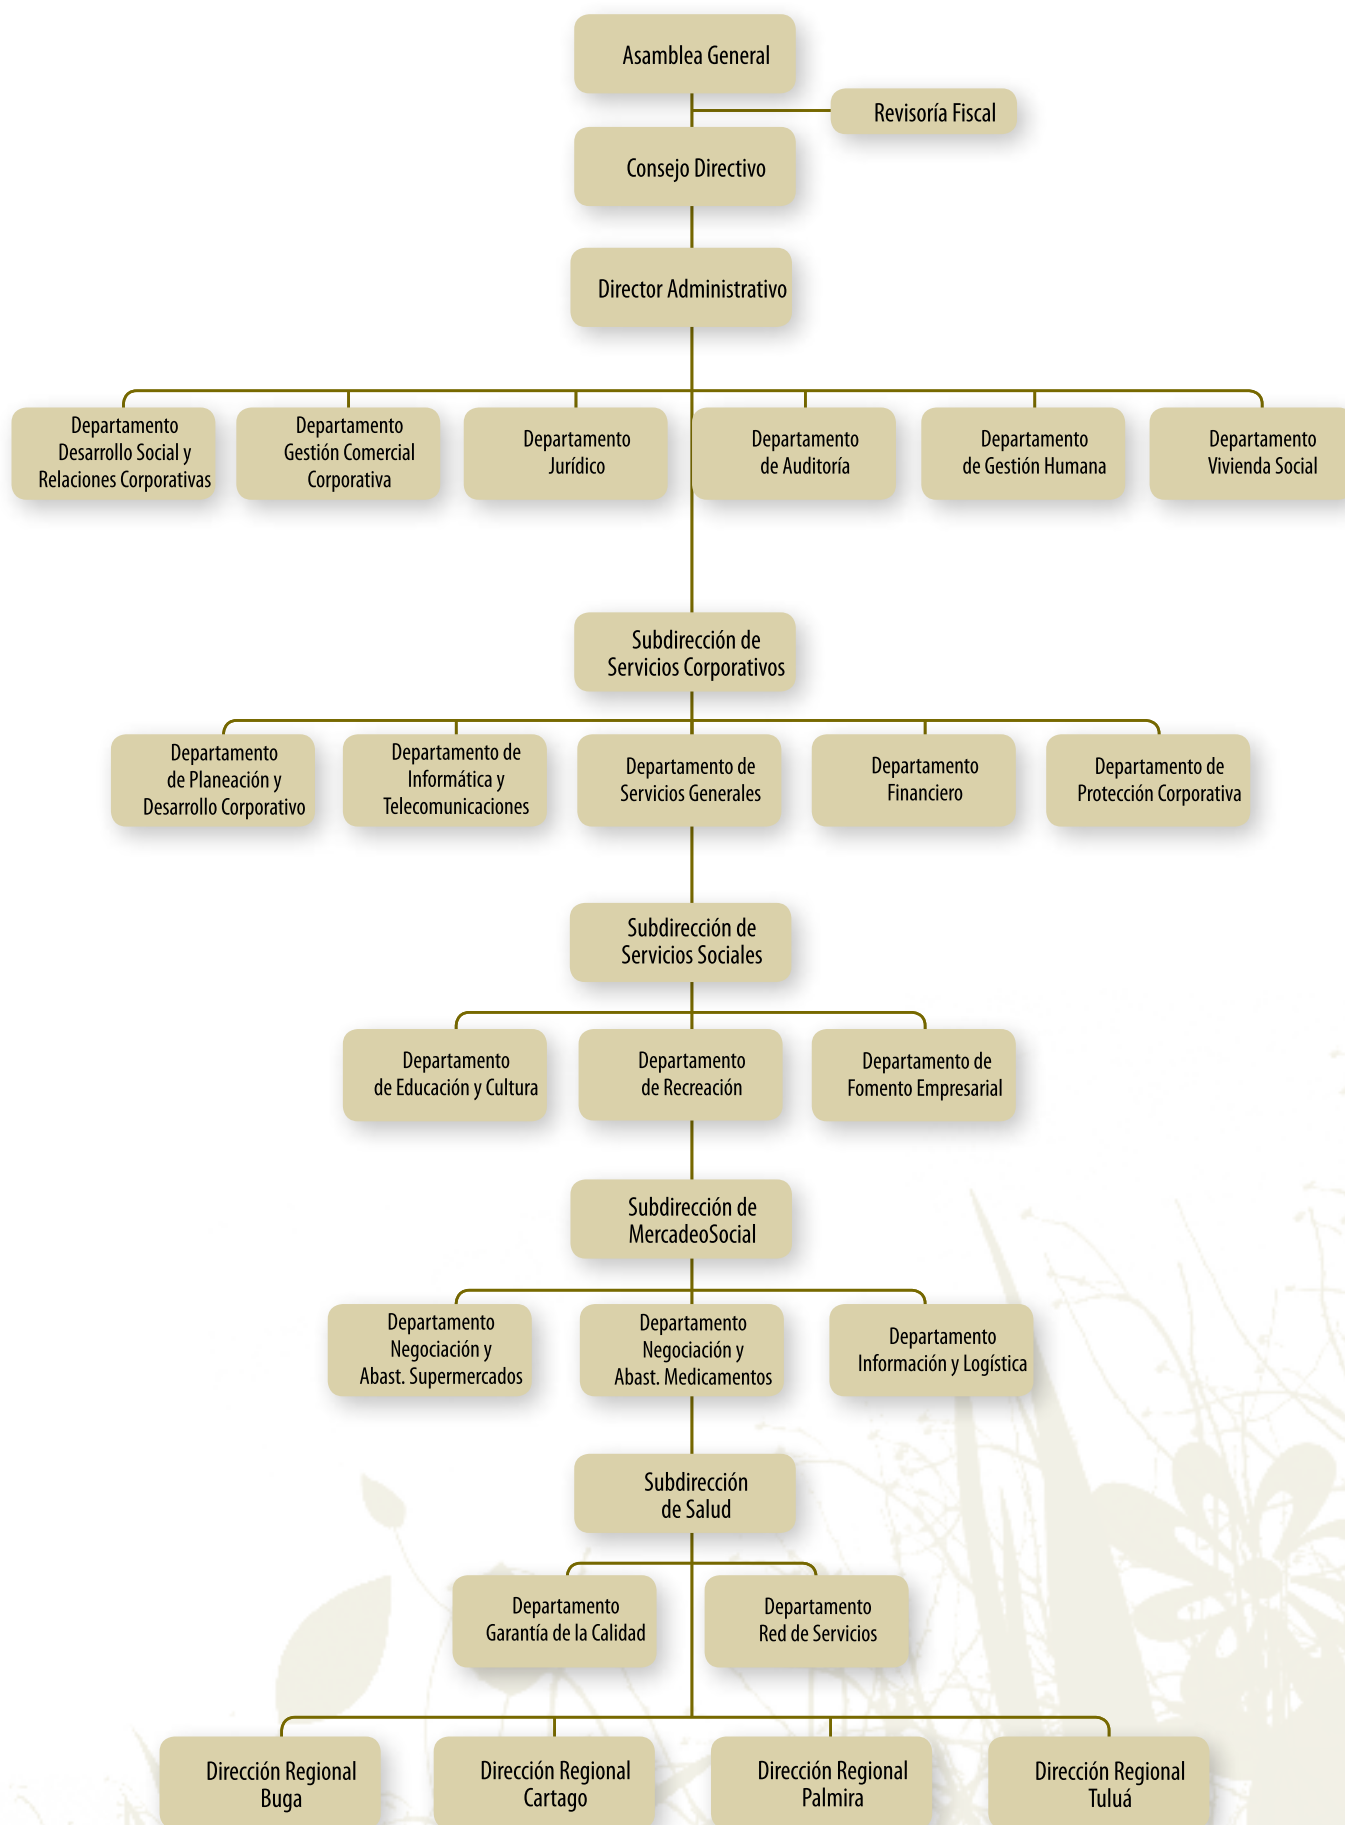 Asamblea General
Revisoría Fiscal
Consejo Directivo
Director Administrativo
Departamento
Desarrollo Social y
Relaciones Corporativas
Departamento
Gestión Comercial
Corporativa
Departamento
Jurídico
Departamento
de Auditoría
Departamento
de Gestión Humana
Departamento
Vivienda Social
Subdirección de
Servicios Corporativos
Departamento
de Planeación y
Desarrollo Corporativo
Departamento de
Informática y
Telecomunicaciones
Departamento de
Servicios Generales
Departamento
Financiero
Departamento de
Protección Corporativa
Subdirección de
Servicios Sociales
Departamento
de Educación y Cultura
Departamento
de Recreación
Departamento de
Fomento Empresarial
Subdirección de
MercadeoSocial
Departamento
Negociación y
Abast. Supermercados
Departamento
Negociación y
Abast. Medicamentos
Departamento
Información y Logística
Subdirección
de Salud
Departamento
Garantía de la Calidad
Departamento
Red de Servicios
Dirección Regional
Buga
Dirección Regional
Cartago
Dirección Regional
Palmira
Dirección Regional
Tuluá